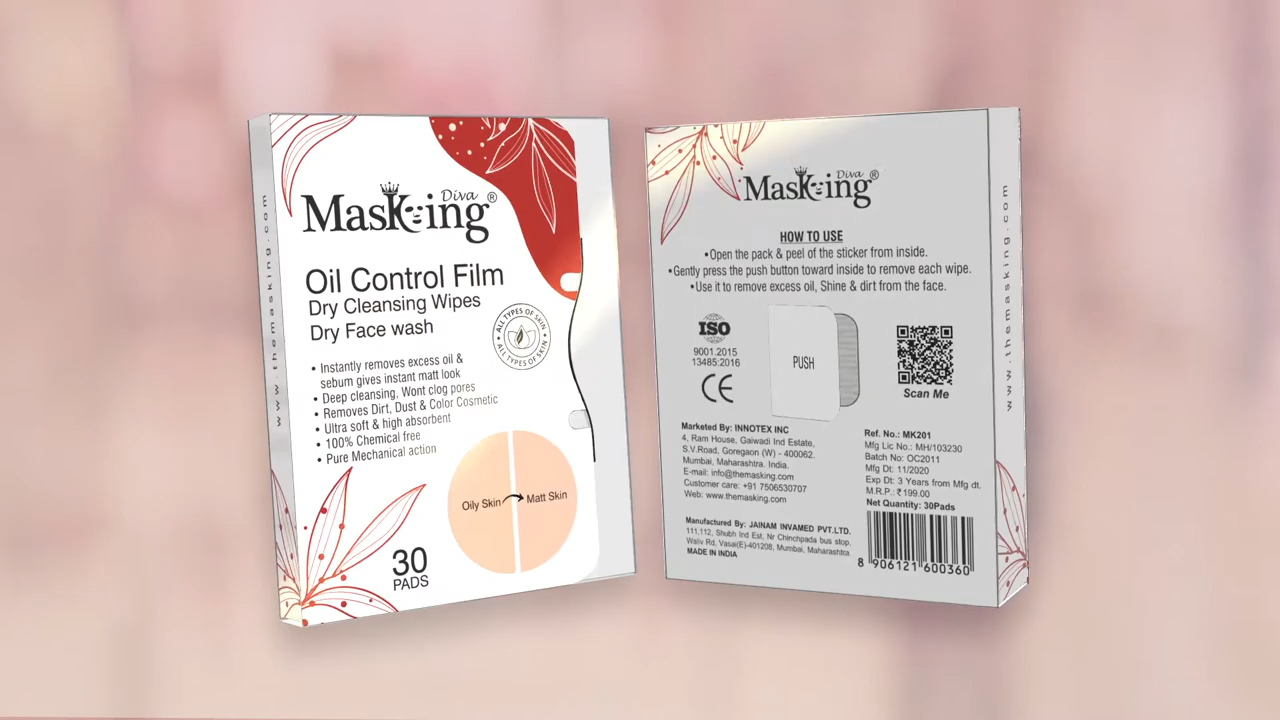 www.themasking.com
Diva
Masking®
Oil Control Film
Dry Cleansing Wipes
Dry Face wash
ALL TYPES OF SKIN
ALL TYPES OF SKIN
• Instantly removes excess oil &
sebum gives instant matt look
• Deep cleansing, Wont clog pores
• Removes Dirt, Dust & Color Cosmetic
• Ultra soft & high absorbent
• 100% Chemical free
• Pure Mechanical action
Oily Skin Matt Skin
30
PADS
Diva
Masking®
HOW TO USE
•Open the pack & peel of the sticker from inside.
•Gently press the push button toward inside to remove each wipe.
•Use it to remove excess oil, Shine & dirt from the face.
ISO
9001.2015
13485:2016
CE
PUSH
Scan Me
Marketed By: INNOTEX INC
4, Ram House, Gaiwadi Ind Estate,
S.V.Road, Goregaon (W) - 400062.
Mumbai, Maharashtra. India.
E-mail: info@themasking.com
Customer care: +91 7506530707
Web: www.themasking.com
Ref. No.: MK201
Mfg Lic No.: MH/103230
Batch No: OC2011
Mfg Dt: 11/2020
Exp Dt: 3 Years from Mfg dt.
M.R.P.: ₹199.00
Net Quantity: 30Pads
Manufactured By: JAINAM INVAMED PVT.LTD.
111,112, Shubh Ind Est, Nr Chinchpada bus stop,
Waliv Rd, Vasai(E)-401208, Mumbai, Maharashtra.
MADE IN INDIA
8 906121 600360
www.themasking.com